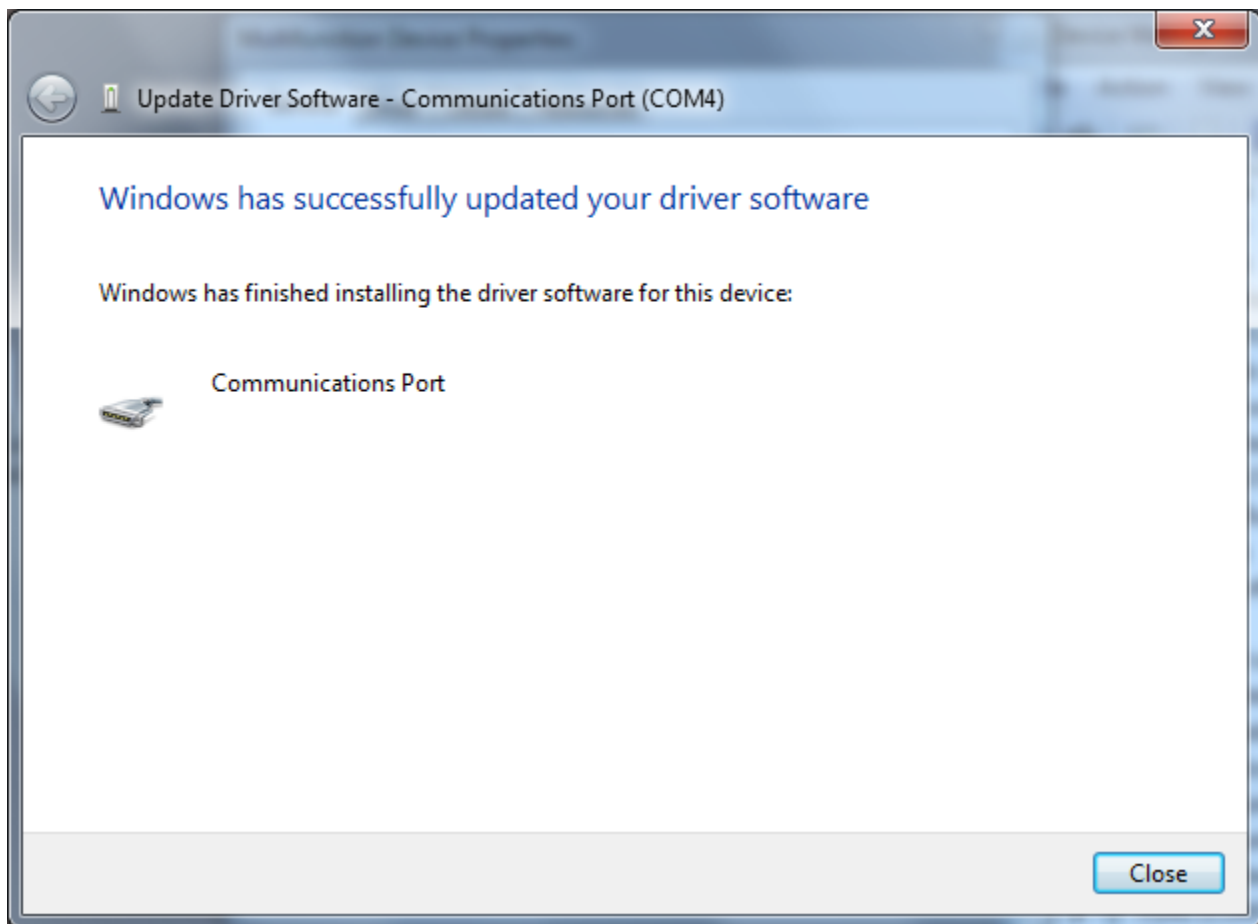 Update Driver Software - Communications Port (COM4)
Windows has successfully updated your driver software
Windows has finished installing the driver software for this device:
Communications Port
Close